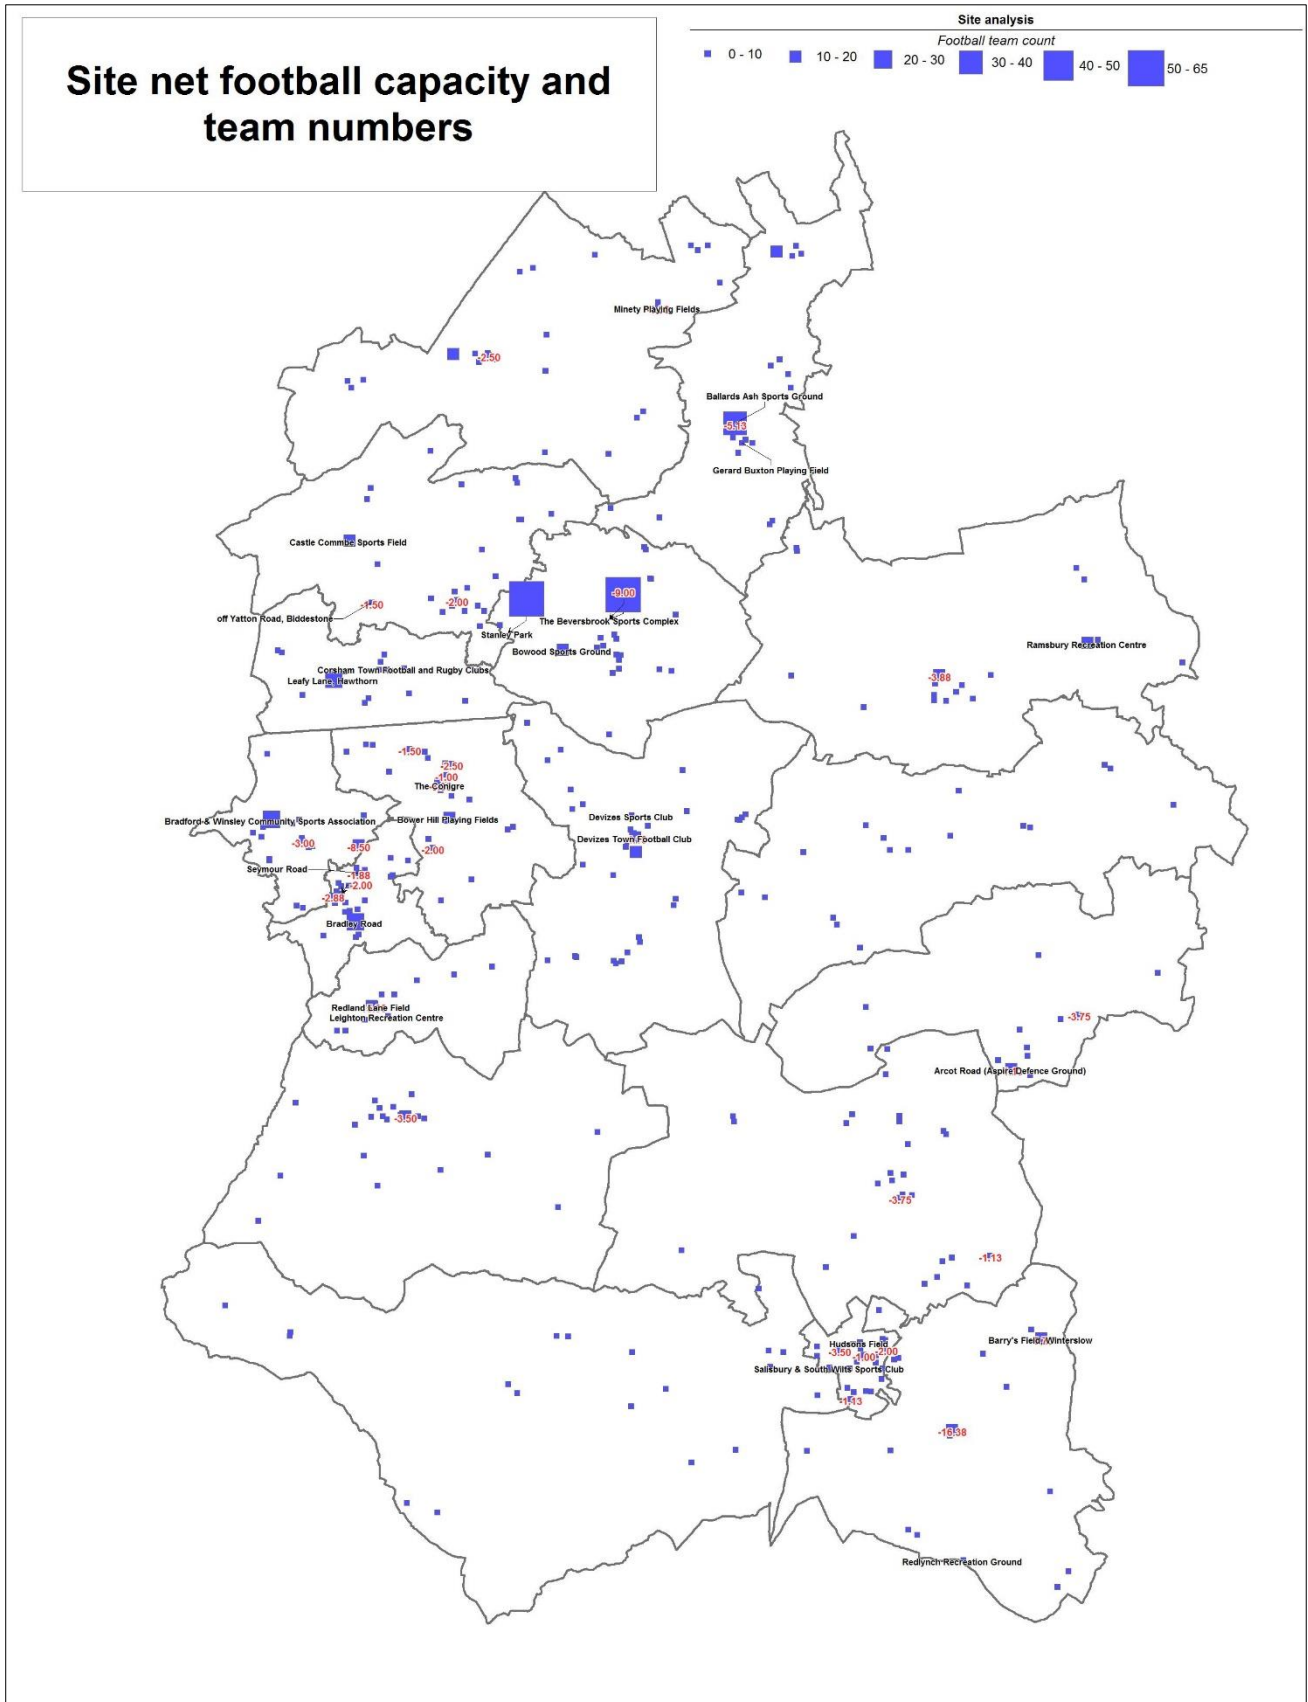 Site net football capacity and
team numbers
Site analysis
Football team count
0 - 10
10 - 20
20 - 30
30 - 40
40 - 50
50 - 65
Minety Playing Fields
-2.50
Ballards Ash Sports Ground
-5.13
Gerard Buxton Playing Field
Castle Combe Sports Field
-1.50
-2.00
-9.00
off Yatton Road, Biddestone
The Beversbrook Sports Complex
Stanley Park
Bowood Sports Ground
Ramsbury Recreation Centre
Corsham Town Football and Rugby Clubs
Leafy Lane, Hawthorn
-3.88
-1.50
-2.50
-1.00
The Conigre
Bradford & Winsley Community Sports Association
Bower Hill Playing Fields
Devizes Sports Club
Devizes Town Football Club
-3.00
-8.50
-2.00
Seymour Road
-1.88
-2.00
-2.88
Bradley Road
Redland Lane Field
Leighton Recreation Centre
-3.75
Arcot Road (Aspire Defence Ground)
-3.50
-3.75
-1.13
Hudsons Field
Barry's Field, Winterslow
-3.50
-1.00
-2.00
Salisbury & South Wilts Sports Club
-1.13
-16.38
Redlynch Recreation Ground